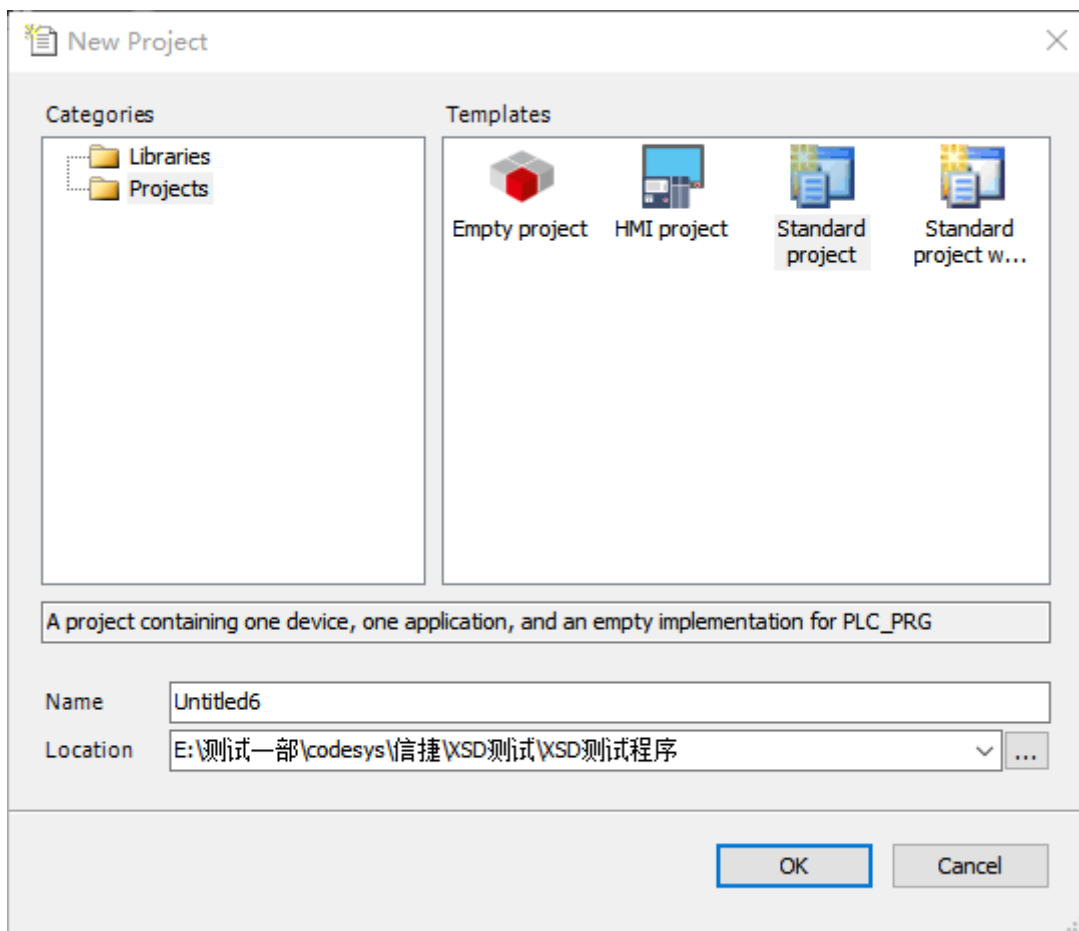 New Project
Categories
Templates
Libraries
Projects
Empty project
HMI project
Standard
project
Standard
project w...
A project containing one device, one application, and an empty implementation for PLC_PRG
Name
Untitled6
Location
E:\测试一部\codesys\信捷\XSD测试\XSD测试程序
...
OK
Cancel